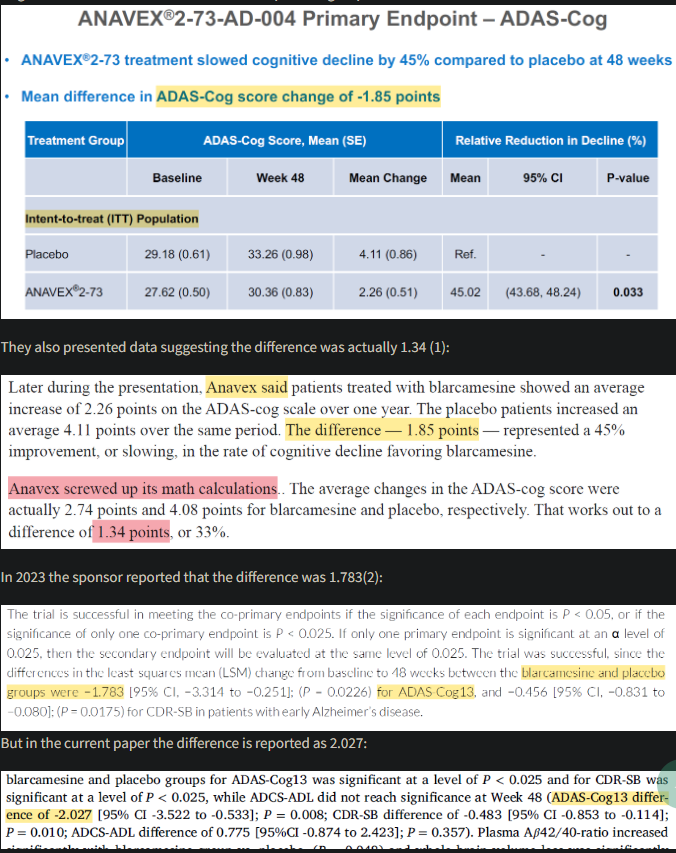 ANAVEX®2-73-AD-004 Primary Endpoint – ADAS-Cog
• ANAVEX®2-73 treatment slowed cognitive decline by 45% compared to placebo at 48 weeks
• Mean difference in ADAS-Cog score change of -1.85 points
Treatment Group ADAS-Cog Score, Mean (SE) Relative Reduction in Decline (%)
Baseline Week 48 Mean Change Mean 95% CI P-value
Intent-to-treat (ITT) Population
Placebo 29.18 (0.61) 33.26 (0.98) 4.11 (0.86) Ref. - -
ANAVEX®2-73 27.62 (0.50) 30.36 (0.83) 2.26 (0.51) 45.02 (43.68, 48.24) 0.033
They also presented data suggesting the difference was actually 1.34 (1):
Later during the presentation, Anavex said patients treated with blarcamesine showed an average
increase of 2.26 points on the ADAS-cog scale over one year. The placebo patients increased an
average 4.11 points over the same period. The difference — 1.85 points — represented a 45%
improvement, or slowing, in the rate of cognitive decline favoring blarcamesine.
Anavex screwed up its math calculations.. The average changes in the ADAS-cog score were
actually 2.74 points and 4.08 points for blarcamesine and placebo, respectively. That works out to a
difference of 1.34 points, or 33%.
In 2023 the sponsor reported that the difference was 1.783(2):
The trial is successful in meeting the co-primary endpoints if the significance of each endpoint is P < 0.05, or if the
significance of only one co-primary endpoint is P < 0.025. If only one primary endpoint is significant at an α level of
0.025, then the secondary endpoint will be evaluated at the same level of 0.025. The trial was successful, since the
differences in the least squares mean (LSM) change from baseline to 48 weeks between the blarcamesine and placebo
groups were −1.783 [95% CI, −3.314 to −0.251]; (P = 0.0226) for ADAS-Cog13, and −0.456 [95% CI, −0.831 to
−0.080]; (P = 0.0175) for CDR-SB in patients with early Alzheimer's disease.
But in the current paper the difference is reported as 2.027:
blarcamesine and placebo groups for ADAS-Cog13 was significant at a level of P < 0.025 and for CDR-SB was
significant at a level of P < 0.025, while ADCS-ADL did not reach significance at Week 48 (ADAS-Cog13 differ-
ence of -2.027 [95% CI -3.522 to -0.533]; P = 0.008; CDR-SB difference of -0.483 [95% CI -0.853 to -0.114];
P = 0.010; ADCS-ADL difference of 0.775 [95%CI -0.874 to 2.423]; P = 0.357). Plasma Aβ42/40-ratio increased